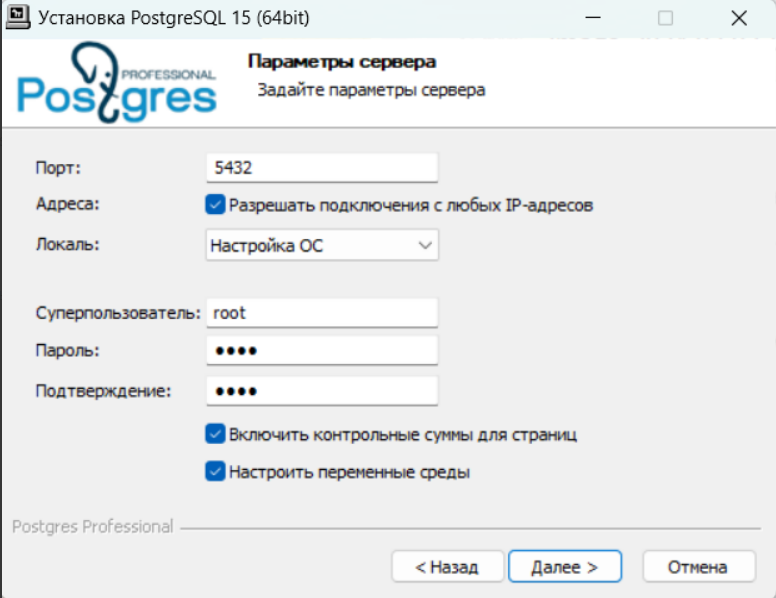 Установка PostgreSQL 15 (64bit)
PROFESSIONAL
Postgres
Параметры сервера
Задайте параметры сервера
Порт: 5432
Адреса: Разрешать подключения с любых IP-адресов
Локаль: Настройка ОС
Суперпользователь: root
Пароль: ••••
Подтверждение: ••••
Включить контрольные суммы для страниц
Настроить переменные среды
Postgres Professional
< Назад Далее > Отмена